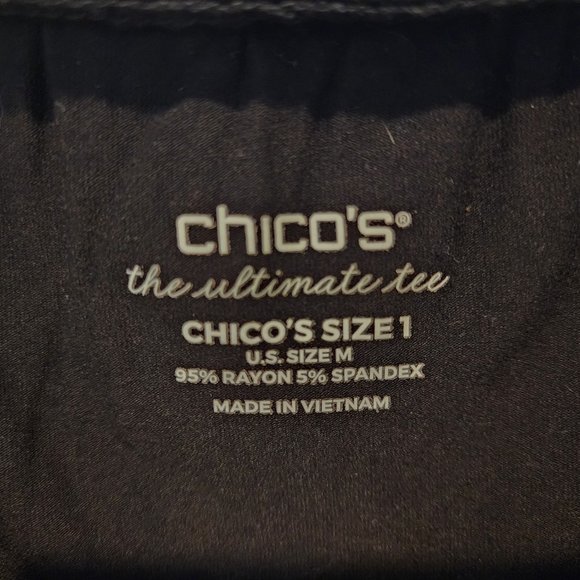 chico's®
the ultimate tee
CHICO'S SIZE 1
U.S. SIZE M
95% RAYON 5% SPANDEX
MADE IN VIETNAM